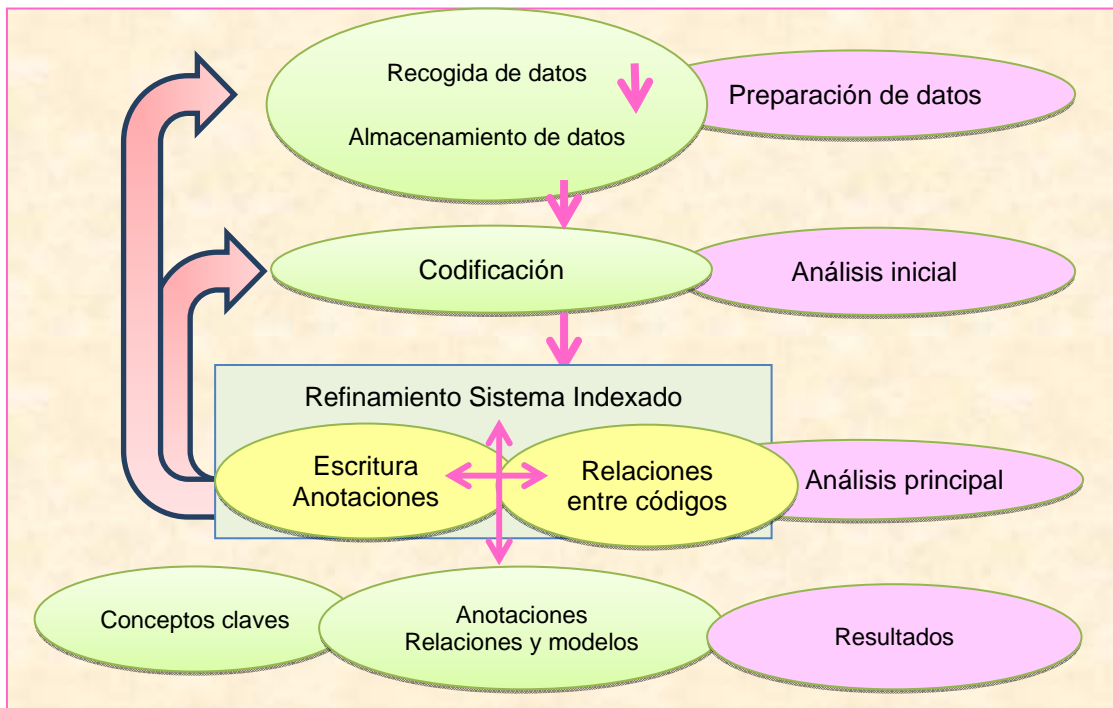 Recogida de datos
Almacenamiento de datos
Preparación de datos
Codificación
Análisis inicial
Refinamiento Sistema Indexado
Escritura
Anotaciones
Relaciones
entre códigos
Análisis principal
Conceptos claves
Anotaciones
Relaciones y modelos
Resultados